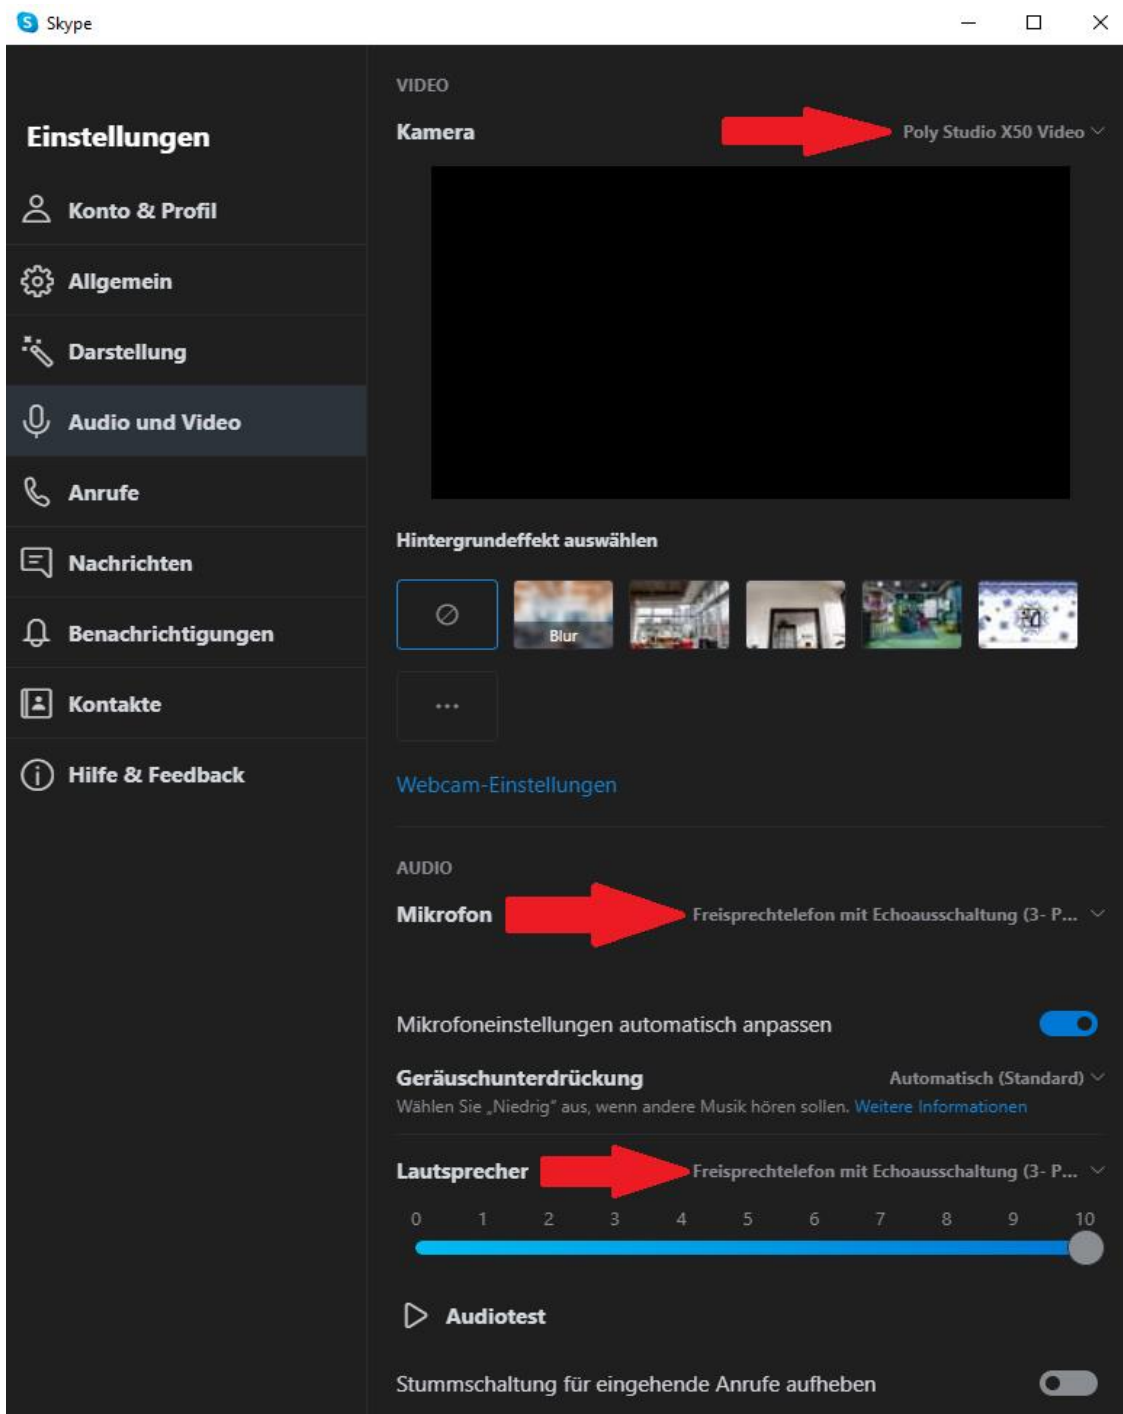 Skype
Einstellungen
Konto & Profil
Allgemein
Darstellung
Audio und Video
Anrufe
Nachrichten
Benachrichtigungen
Kontakte
Hilfe & Feedback
VIDEO
Kamera
Poly Studio X50 Video
Hintergrundeffekt auswählen
Blur
Webcam-Einstellungen
AUDIO
Mikrofon
Freisprechtelefon mit Echoausschaltung (3- P...
Mikrofoneinstellungen automatisch anpassen
Geräuschunterdrückung
Automatisch (Standard)
Wählen Sie „Niedrig" aus, wenn andere Musik hören sollen. Weitere Informationen
Lautsprecher
Freisprechtelefon mit Echoausschaltung (3- P...
0 1 2 3 4 5 6 7 8 9 10
Audiotest
Stummschaltung für eingehende Anrufe aufheben